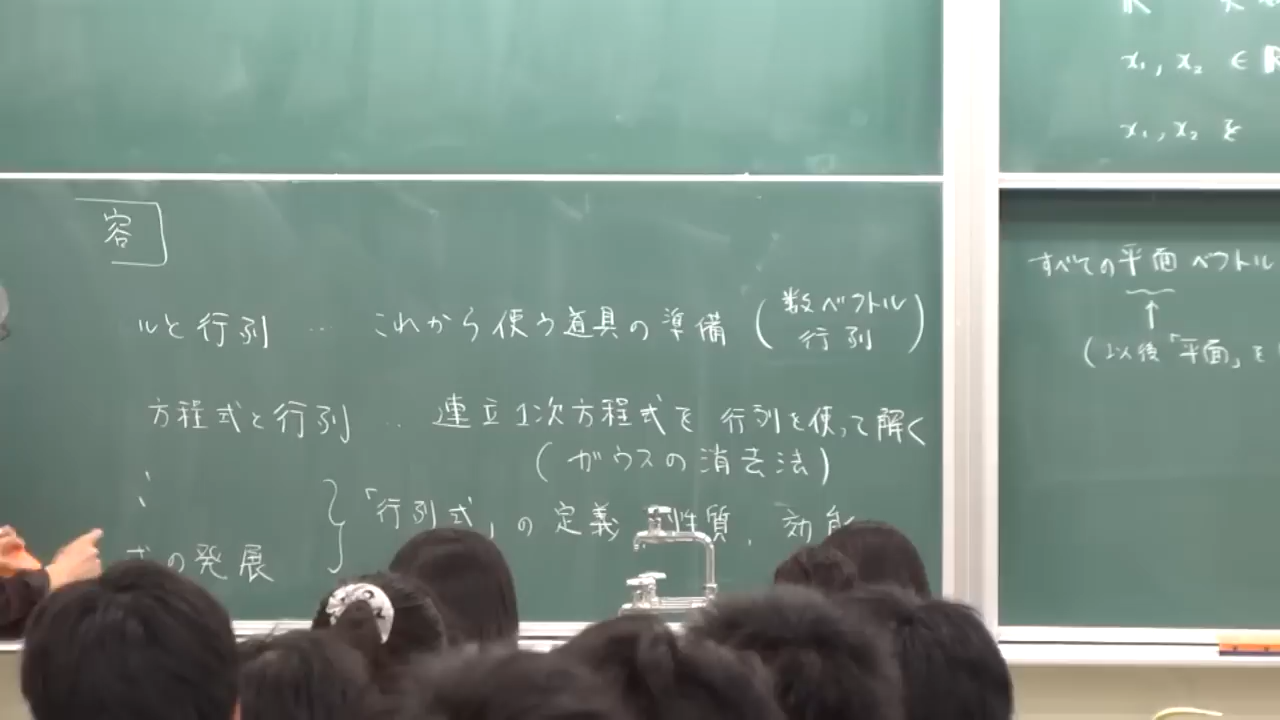 容
ルと行列 … これから使う道具の準備 (数ベクトル 行列)
方程式と行列 … 連立1次方程式を行列を使って解く
(ガウスの消去法)
「行列式」の定義 性質、効能
の発展
x₁, x₂ ∈ R
x₁, x₂ を
すべての平面ベクトル
↑
(以後「平面」を